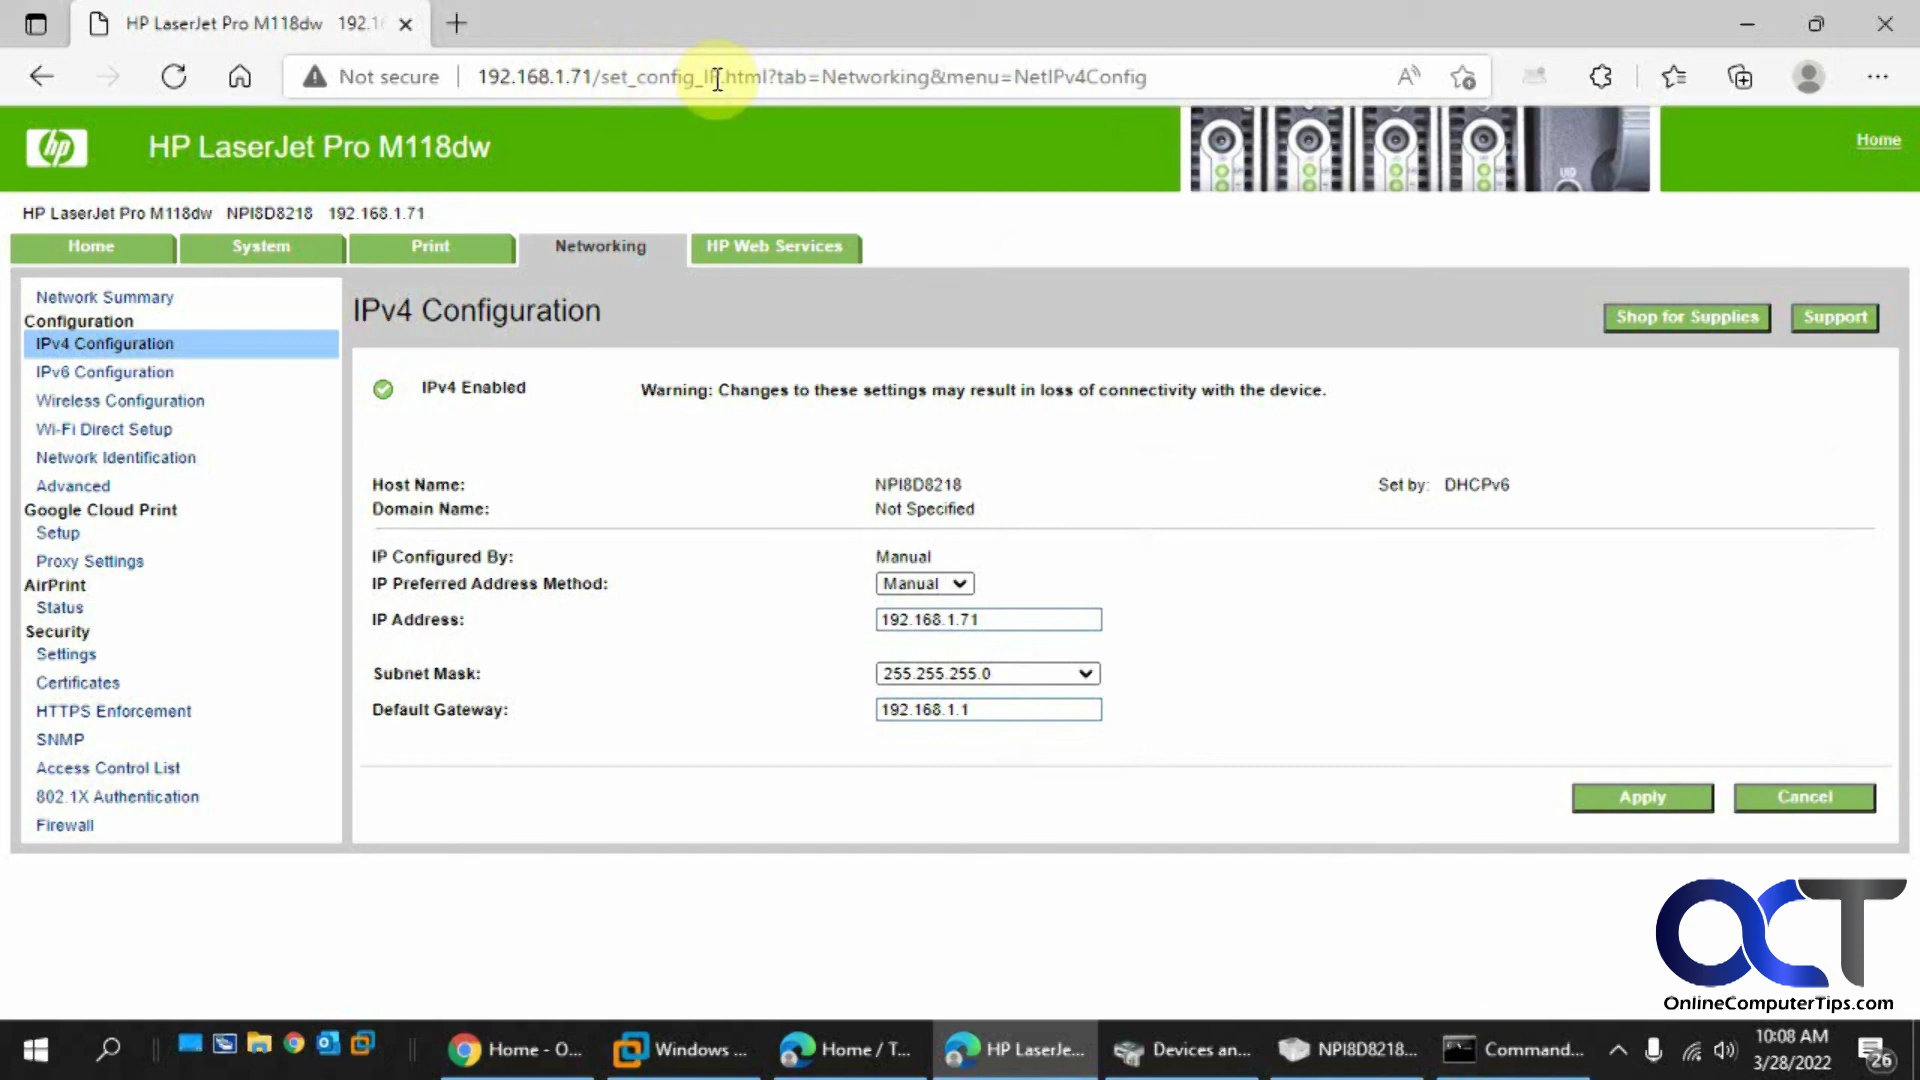 HP LaserJet Pro M118dw 192.1
Not secure
192.168.1.71/set_config_IP.html?tab=Networking&menu=NetIPv4Config
hp
HP LaserJet Pro M118dw
UID
Home
HP LaserJet Pro M118dw NPI8D8218 192.168.1.71
Home
System
Print
Networking
HP Web Services
Network Summary
Configuration
IPv4 Configuration
IPv6 Configuration
Wireless Configuration
Wi-Fi Direct Setup
Network Identification
Advanced
Google Cloud Print
Setup
Proxy Settings
AirPrint
Status
Security
Settings
Certificates
HTTPS Enforcement
SNMP
Access Control List
802.1X Authentication
Firewall
IPv4 Configuration
Shop for Supplies
Support
IPv4 Enabled
Warning: Changes to these settings may result in loss of connectivity with the device.
Host Name: NPI8D8218 Set by: DHCPv6
Domain Name: Not Specified
IP Configured By: Manual
IP Preferred Address Method: Manual
IP Address: 192.168.1.71
Subnet Mask: 255.255.255.0
Default Gateway: 192.168.1.1
Apply
Cancel
OCT
OnlineComputerTips.com
Home - O...
Windows ...
Home / T...
HP LaserJe...
Devices an...
NPI8D8218...
Command...
10:08 AM
3/28/2022
26